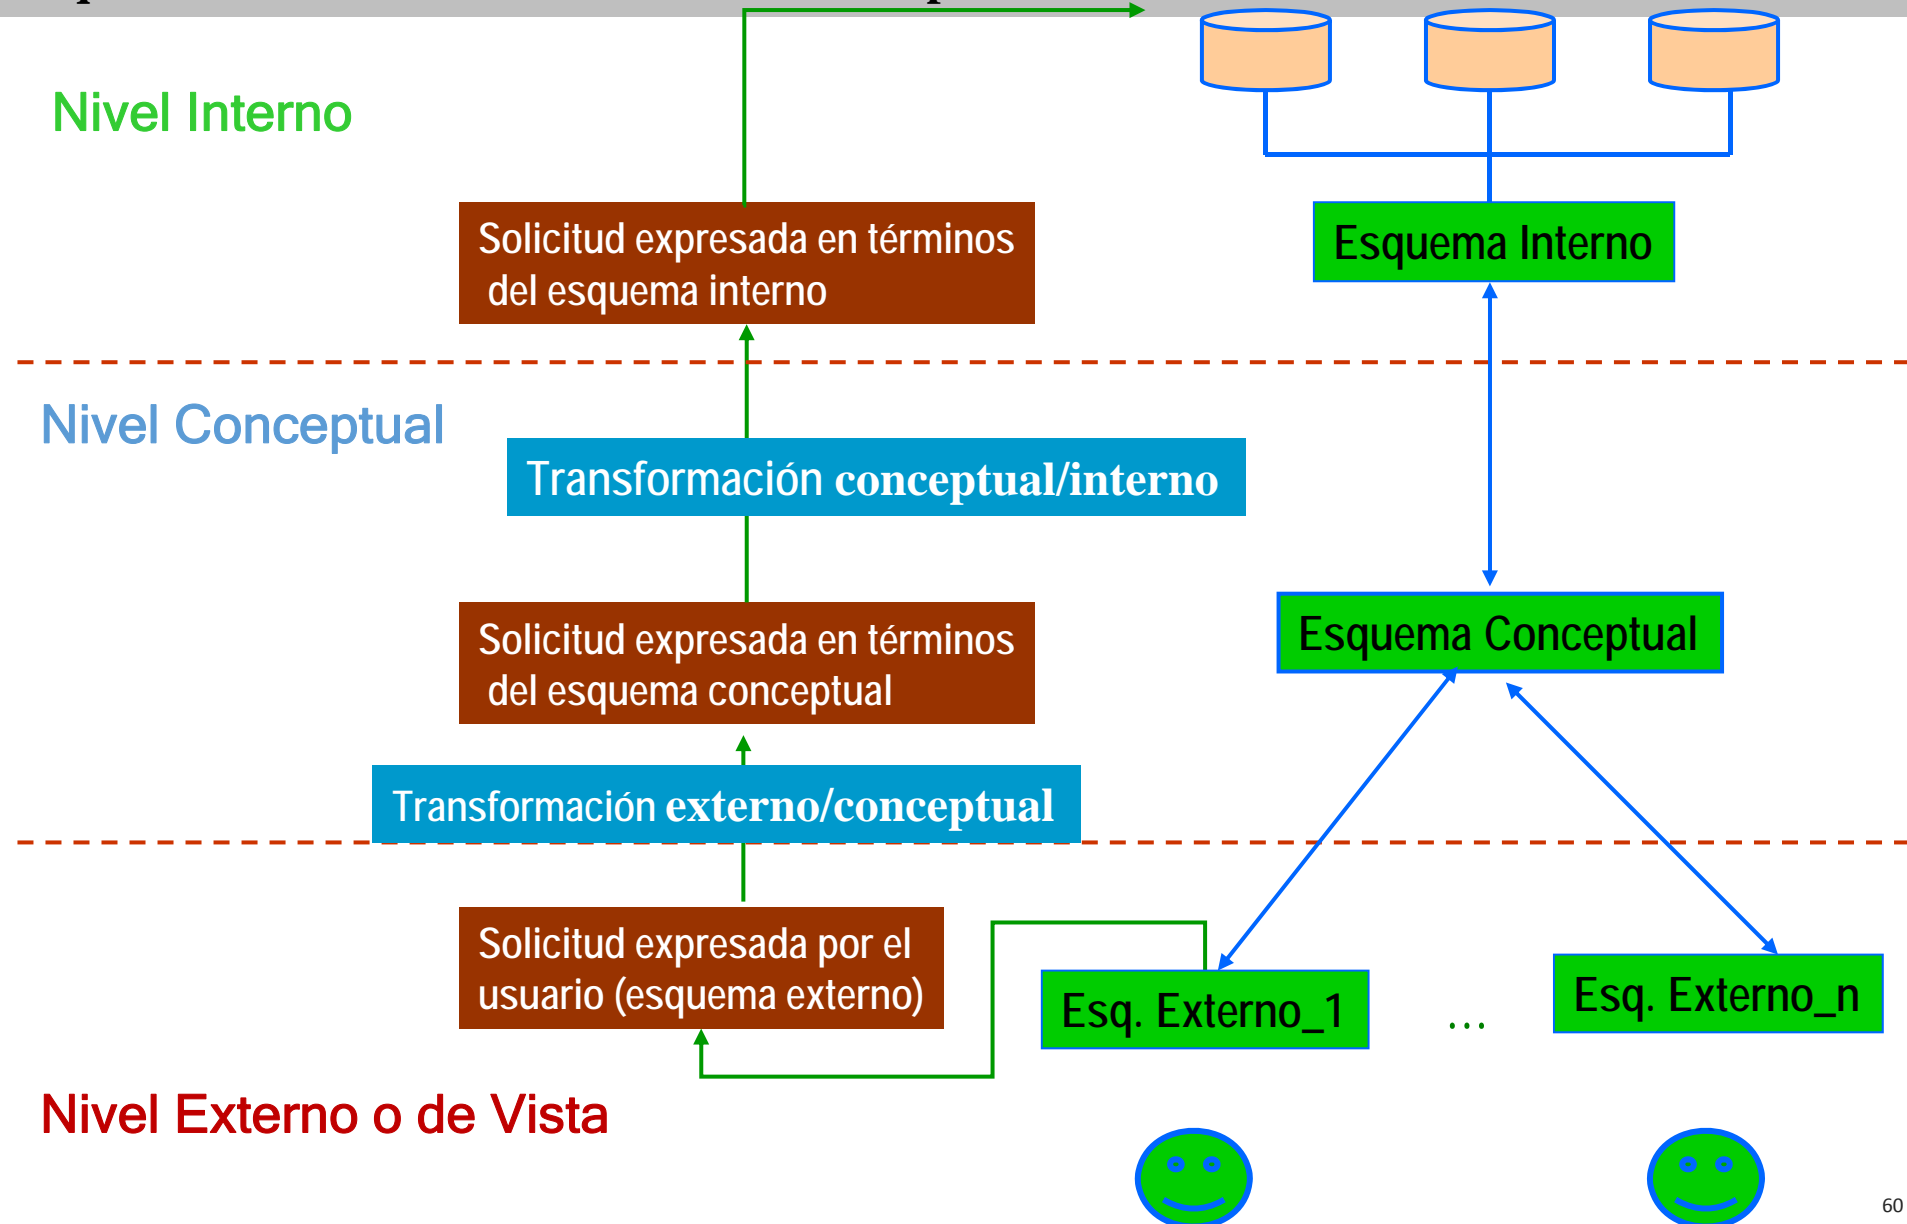 Nivel Interno
Solicitud expresada en términos
del esquema interno
Esquema Interno
Nivel Conceptual
Transformación conceptual/interno
Solicitud expresada en términos
del esquema conceptual
Esquema Conceptual
Transformación externo/conceptual
Solicitud expresada por el
usuario (esquema externo)
Esq. Externo_1
...
Esq. Externo_n
Nivel Externo o de Vista
60